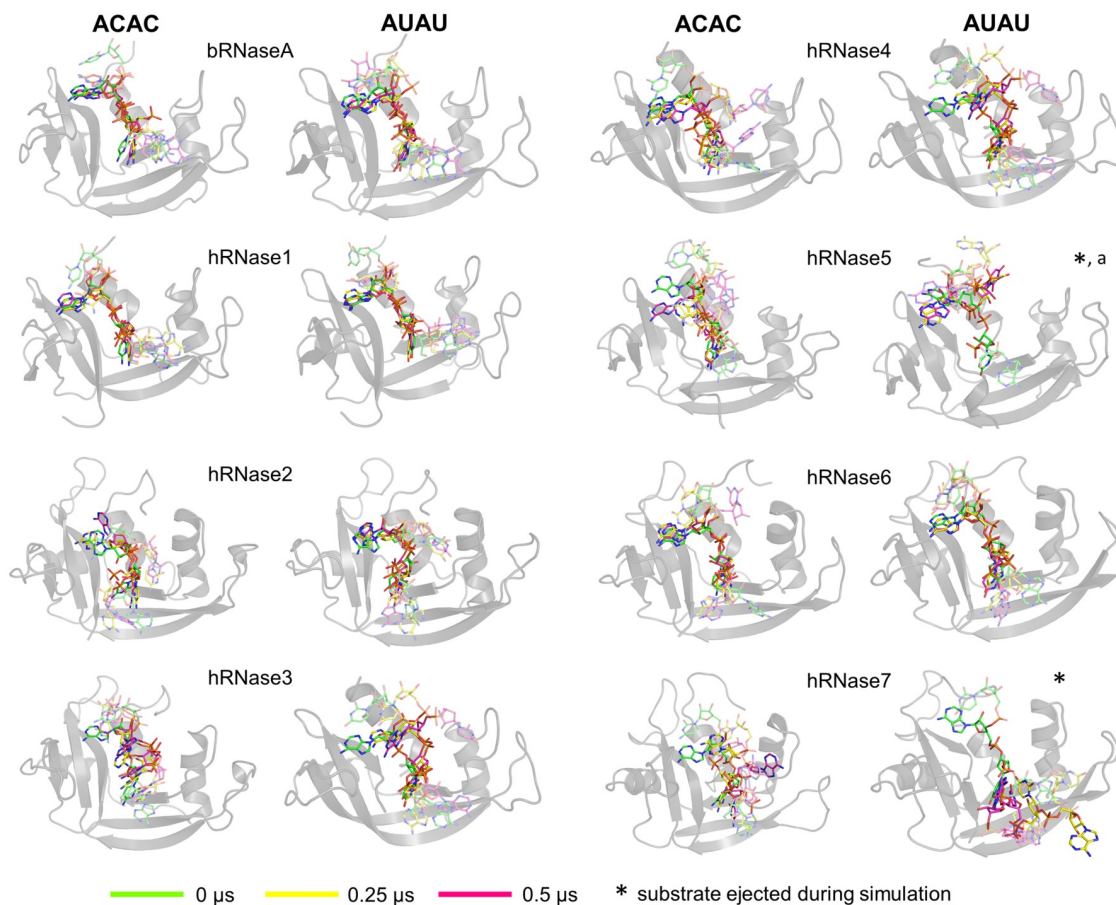 ACAC AUAU ACAC AUAU
bRNaseA hRNase4
hRNase1 hRNase5 *, a
hRNase2 hRNase6
hRNase3 hRNase7 *
0 µs 0.25 µs 0.5 µs * substrate ejected during simulation